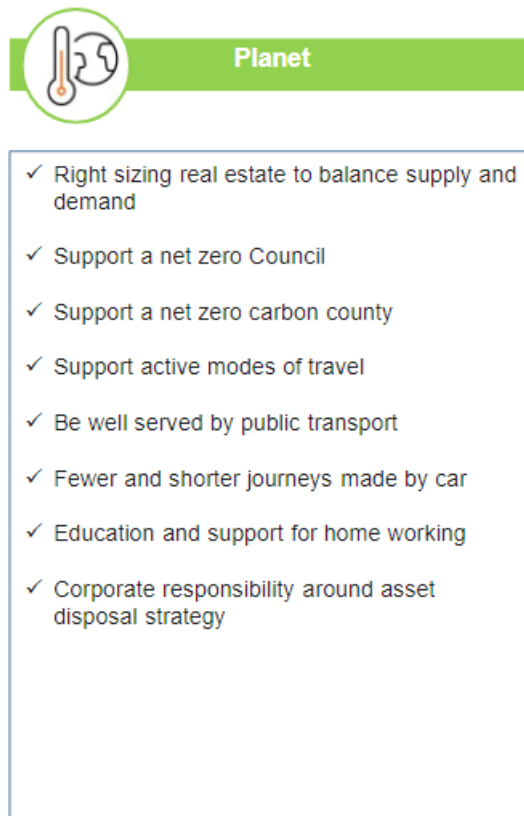 Planet
✓ Right sizing real estate to balance supply and
demand
✓ Support a net zero Council
✓ Support a net zero carbon county
✓ Support active modes of travel
✓ Be well served by public transport
✓ Fewer and shorter journeys made by car
✓ Education and support for home working
✓ Corporate responsibility around asset
disposal strategy